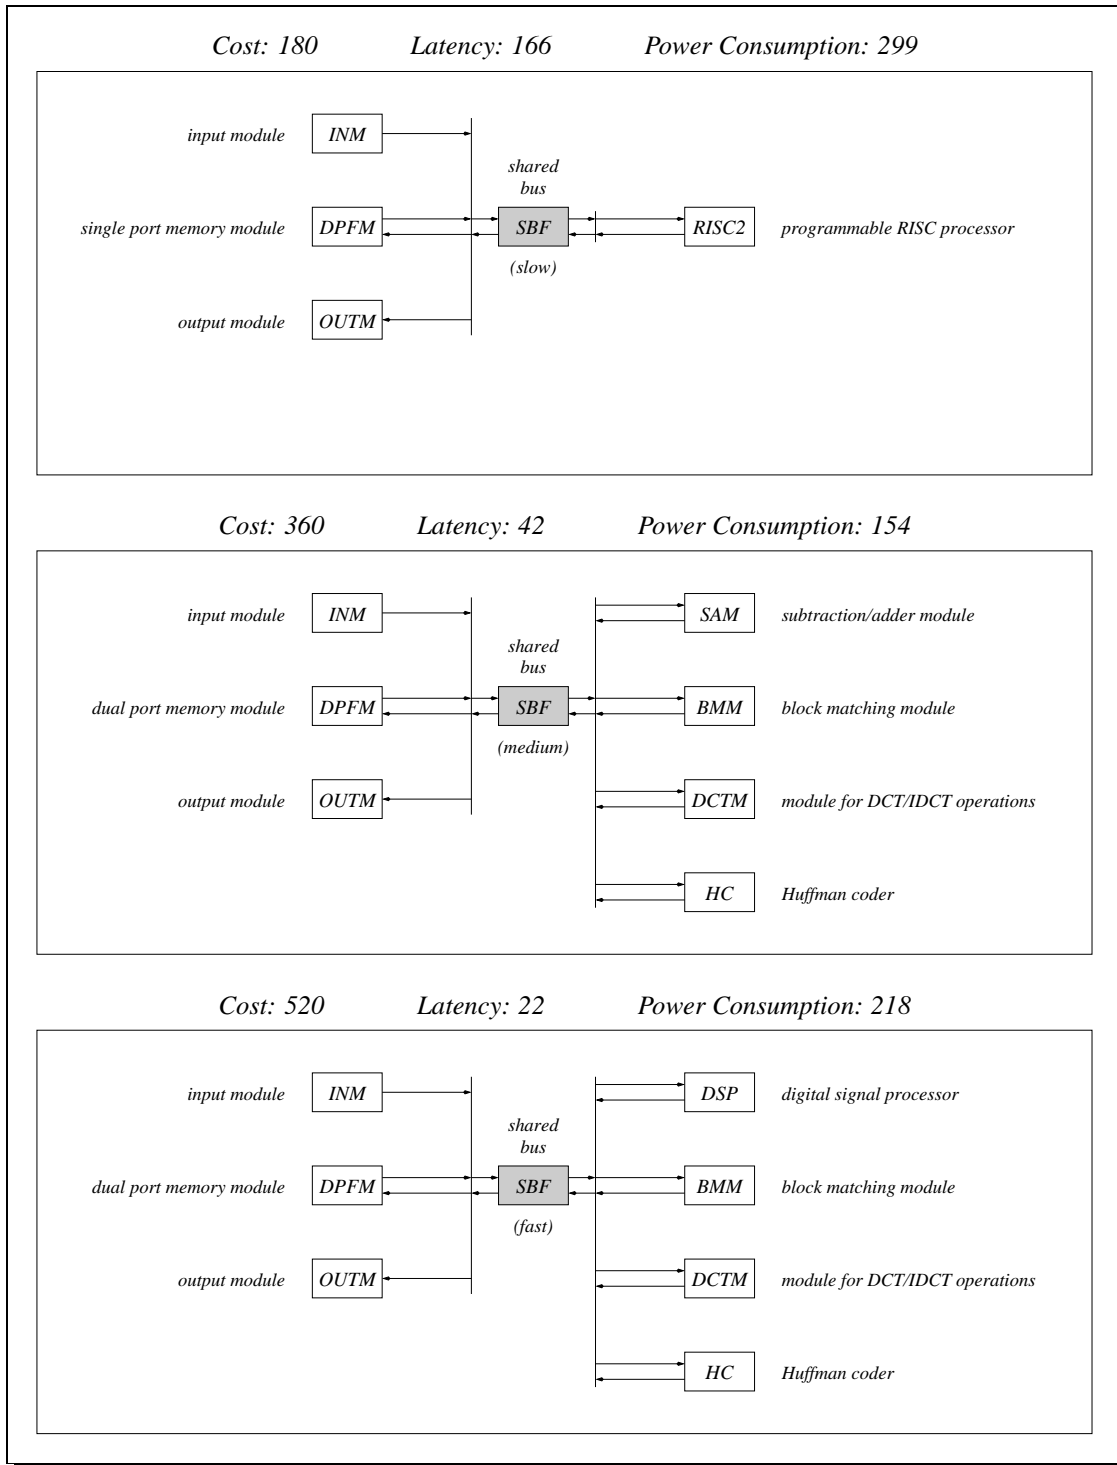 Cost: 180 Latency: 166 Power Consumption: 299
input module INM
shared
bus
single port memory module DPFM SBF RISC2 programmable RISC processor
(slow)
output module OUTM
Cost: 360 Latency: 42 Power Consumption: 154
input module INM SAM subtraction/adder module
shared
bus
dual port memory module DPFM SBF BMM block matching module
(medium)
output module OUTM DCTM module for DCT/IDCT operations
HC Huffman coder
Cost: 520 Latency: 22 Power Consumption: 218
input module INM DSP digital signal processor
shared
bus
dual port memory module DPFM SBF BMM block matching module
(fast)
output module OUTM DCTM module for DCT/IDCT operations
HC Huffman coder